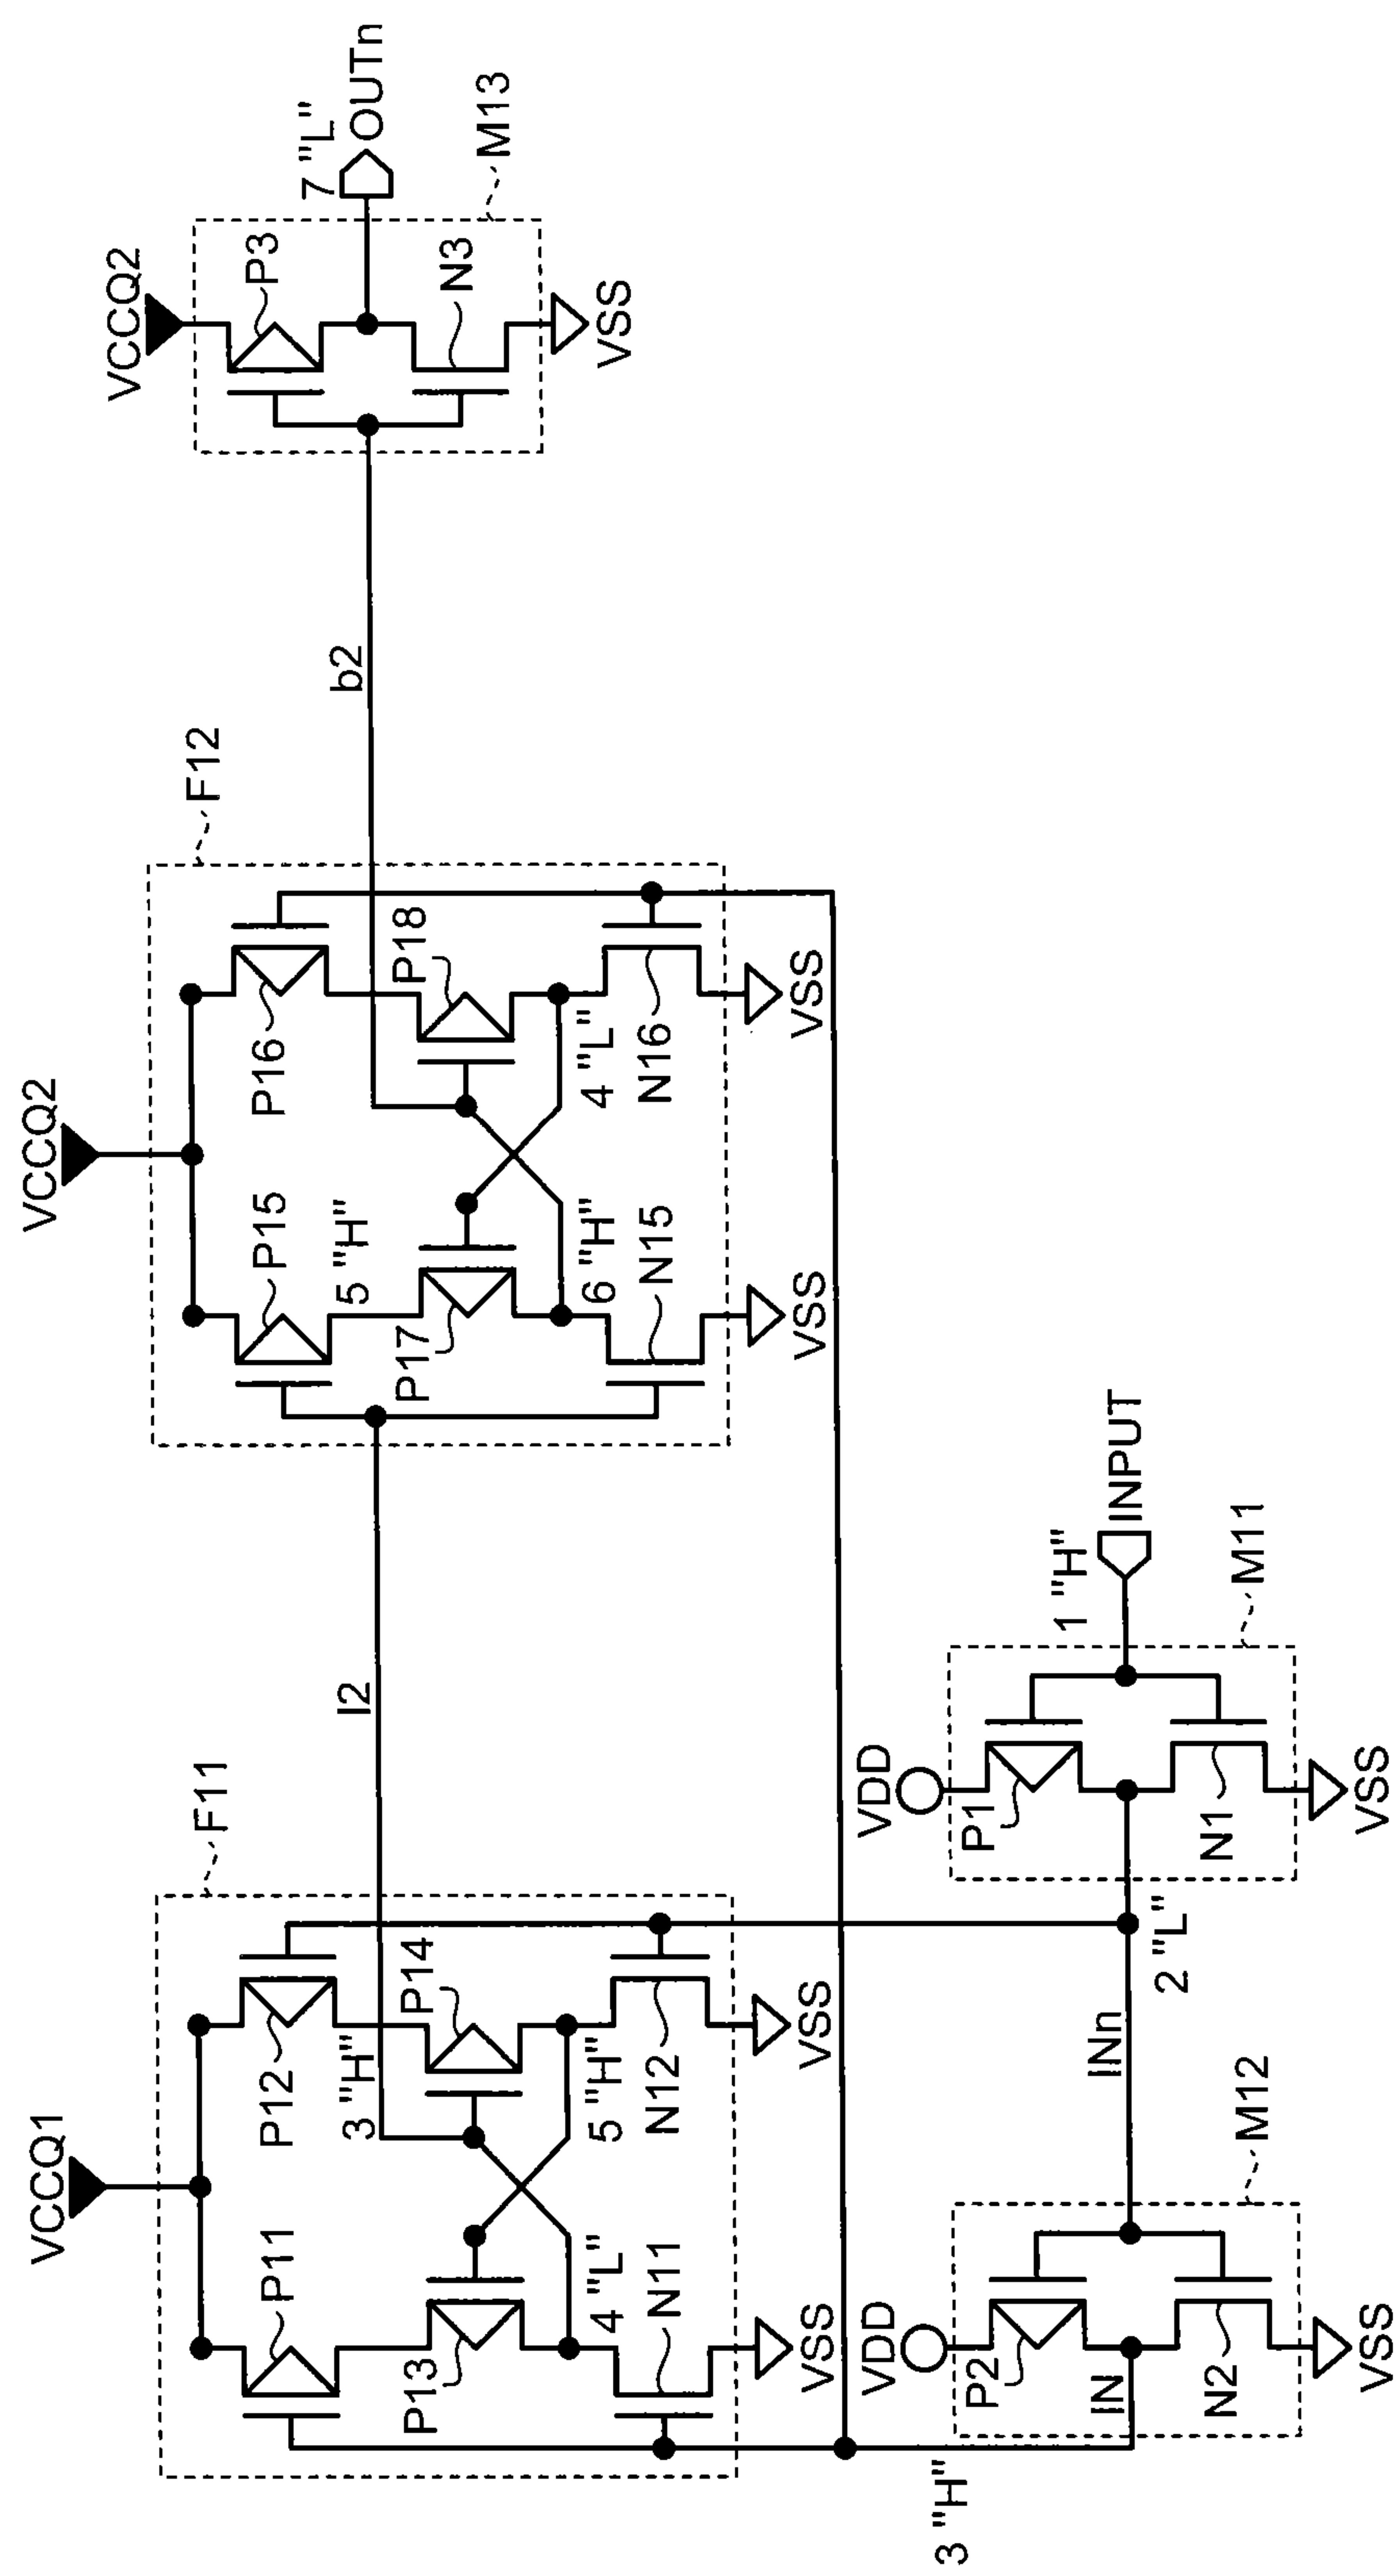 VCCQ1
F11
P11
P12
3 "H"
P13
P14
4 "L"
5 "H"
N11
N12
VSS
VSS
I2
VCCQ2
F12
P15
P16
5 "H"
P17
P18
6 "H"
4 "L"
N15
N16
VSS
VSS
b2
VCCQ2
P3
7 "L"
OUTn
N3
M13
VSS
3 "H"
VDD
P2
IN
N2
VSS
M12
INn
2 "L"
VDD
P1
N1
VSS
M11
1 "H"
INPUT